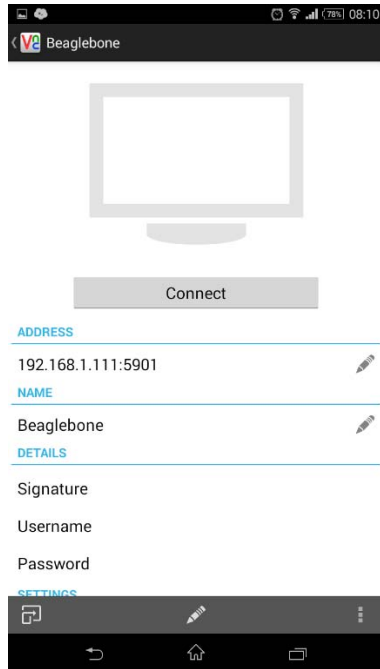 78% 08:10
V2 Beaglebone
Connect
ADDRESS
192.168.1.111:5901
NAME
Beaglebone
DETAILS
Signature
Username
Password
SETTINGS